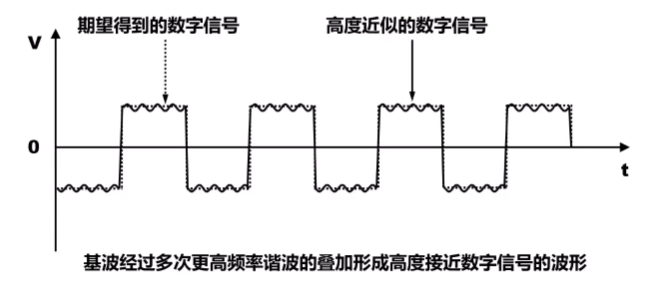 期望得到的数字信号
高度近似的数字信号
V
0
t
基波经过多次更高频率谐波的叠加形成高度接近数字信号的波形